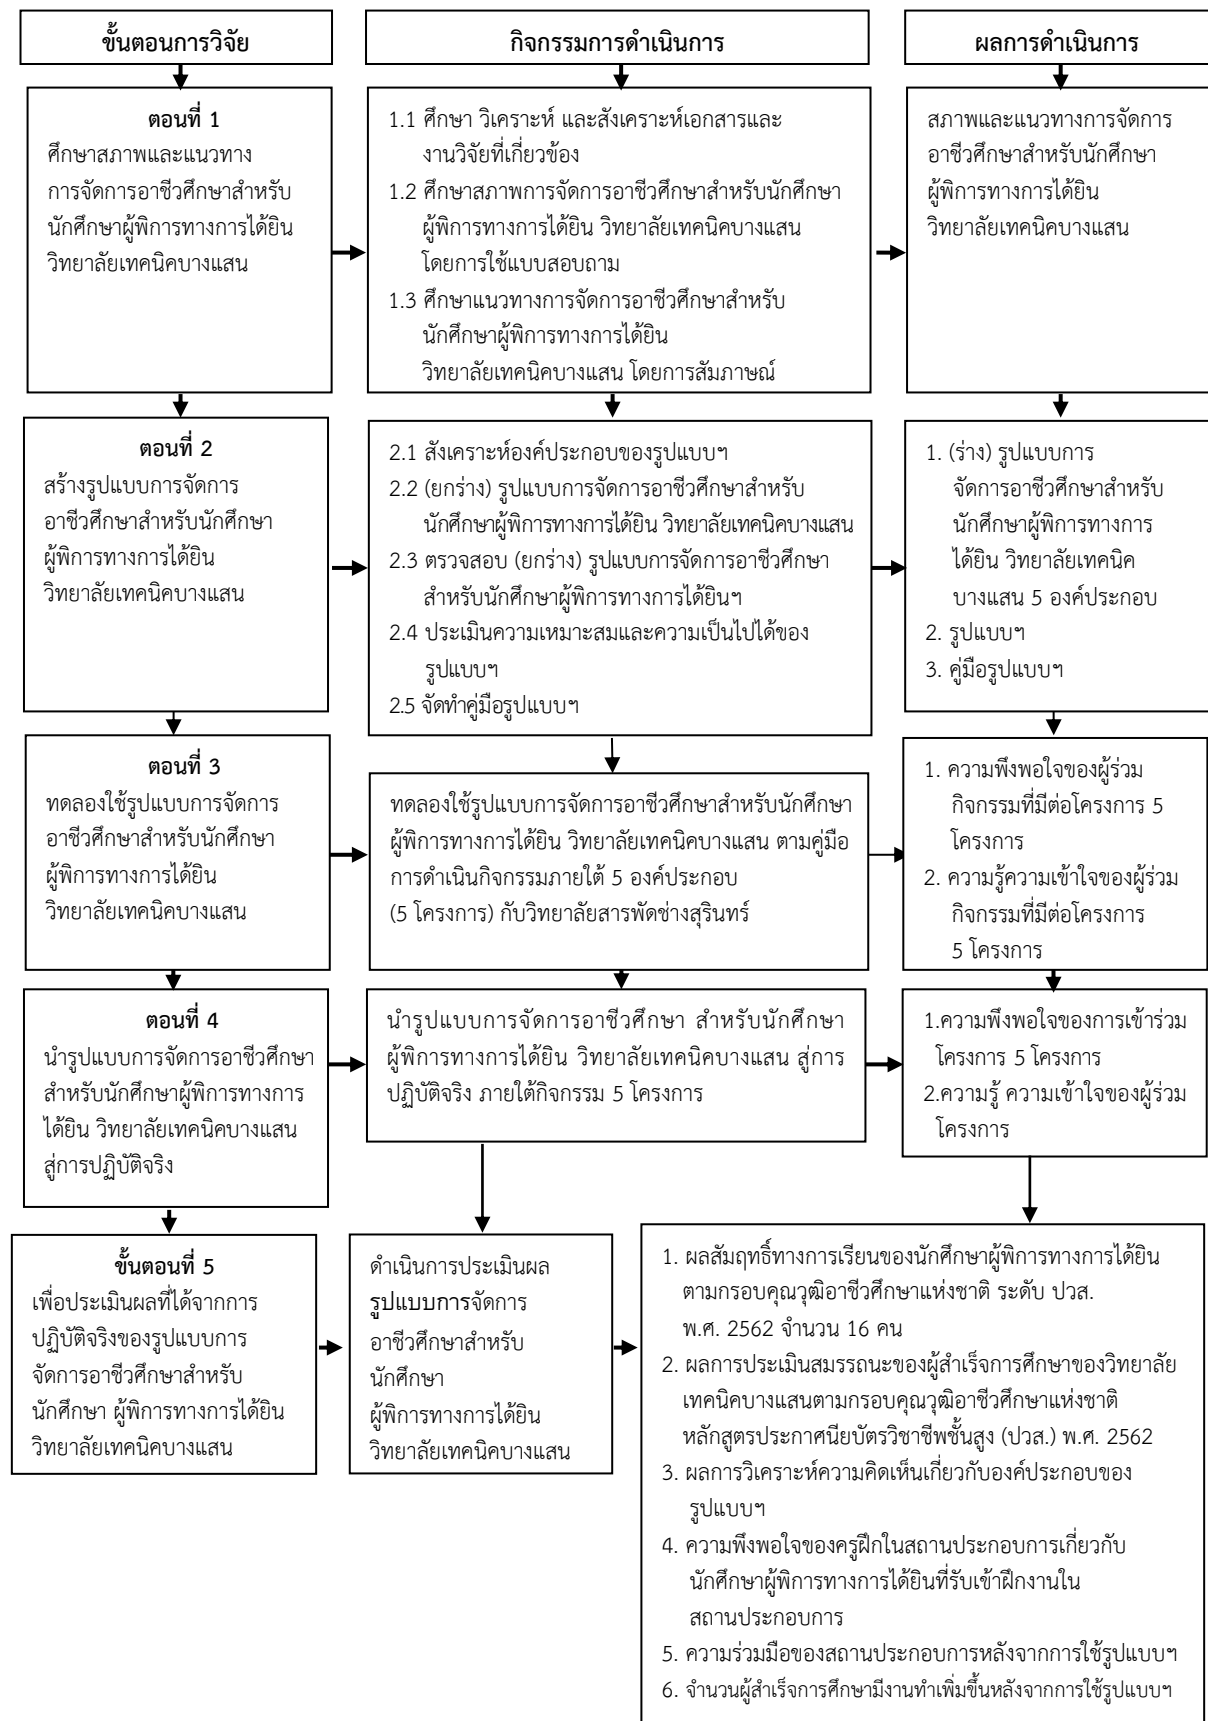 ขั้นตอนการวิจัย
กิจกรรมการดำเนินการ
ผลการดำเนินการ
ตอนที่ 1
ศึกษาสภาพและแนวทาง
การจัดการอาชีวศึกษาสำหรับ
นักศึกษาผู้พิการทางการได้ยิน
วิทยาลัยเทคนิคบางแสน
1.1 ศึกษา วิเคราะห์ และสังเคราะห์เอกสารและ
งานวิจัยที่เกี่ยวข้อง
1.2 ศึกษาสภาพการจัดการอาชีวศึกษาสำหรับนักศึกษา
ผู้พิการทางการได้ยิน วิทยาลัยเทคนิคบางแสน
โดยการใช้แบบสอบถาม
1.3 ศึกษาแนวทางการจัดการอาชีวศึกษาสำหรับ
นักศึกษาผู้พิการทางการได้ยิน
วิทยาลัยเทคนิคบางแสน โดยการสัมภาษณ์
สภาพและแนวทางการจัดการ
อาชีวศึกษาสำหรับนักศึกษา
ผู้พิการทางการได้ยิน
วิทยาลัยเทคนิคบางแสน
ตอนที่ 2
สร้างรูปแบบการจัดการ
อาชีวศึกษาสำหรับนักศึกษา
ผู้พิการทางการได้ยิน
วิทยาลัยเทคนิคบางแสน
2.1 สังเคราะห์องค์ประกอบของรูปแบบฯ
2.2 (ยกร่าง) รูปแบบการจัดการอาชีวศึกษาสำหรับ
นักศึกษาผู้พิการทางการได้ยิน วิทยาลัยเทคนิคบางแสน
2.3 ตรวจสอบ (ยกร่าง) รูปแบบการจัดการอาชีวศึกษา
สำหรับนักศึกษาผู้พิการทางการได้ยินฯ
2.4 ประเมินความเหมาะสมและความเป็นไปได้ของ
รูปแบบฯ
2.5 จัดทำคู่มือรูปแบบฯ
1. (ร่าง) รูปแบบการ
จัดการอาชีวศึกษาสำหรับ
นักศึกษาผู้พิการทางการ
ได้ยิน วิทยาลัยเทคนิค
บางแสน 5 องค์ประกอบ
2. รูปแบบฯ
3. คู่มือรูปแบบฯ
ตอนที่ 3
ทดลองใช้รูปแบบการจัดการ
อาชีวศึกษาสำหรับนักศึกษา
ผู้พิการทางการได้ยิน
วิทยาลัยเทคนิคบางแสน
ทดลองใช้รูปแบบการจัดการอาชีวศึกษาสำหรับนักศึกษา
ผู้พิการทางการได้ยิน วิทยาลัยเทคนิคบางแสน ตามคู่มือ
การดำเนินกิจกรรมภายใต้ 5 องค์ประกอบ
(5 โครงการ) กับวิทยาลัยสารพัดช่างสุรินทร์
1. ความพึงพอใจของผู้ร่วม
กิจกรรมที่มีต่อโครงการ 5
โครงการ
2. ความรู้ความเข้าใจของผู้ร่วม
กิจกรรมที่มีต่อโครงการ
5 โครงการ
ตอนที่ 4
นำรูปแบบการจัดการอาชีวศึกษา
สำหรับนักศึกษาผู้พิการทางการ
ได้ยิน วิทยาลัยเทคนิคบางแสน
สู่การปฏิบัติจริง
นำรูปแบบการจัดการอาชีวศึกษา สำหรับนักศึกษา
ผู้พิการทางการได้ยิน วิทยาลัยเทคนิคบางแสน สู่การ
ปฏิบัติจริง ภายใต้กิจกรรม 5 โครงการ
1.ความพึงพอใจของการเข้าร่วม
โครงการ 5 โครงการ
2.ความรู้ ความเข้าใจของผู้ร่วม
โครงการ
ขั้นตอนที่ 5
เพื่อประเมินผลที่ได้จากการ
ปฏิบัติจริงของรูปแบบการ
จัดการอาชีวศึกษาสำหรับ
นักศึกษา ผู้พิการทางการได้ยิน
วิทยาลัยเทคนิคบางแสน
ดำเนินการประเมินผล
รูปแบบการจัดการ
อาชีวศึกษาสำหรับ
นักศึกษา
ผู้พิการทางการได้ยิน
วิทยาลัยเทคนิคบางแสน
1. ผลสัมฤทธิ์ทางการเรียนของนักศึกษาผู้พิการทางการได้ยิน
ตามกรอบคุณวุฒิอาชีวศึกษาแห่งชาติ ระดับ ปวส.
พ.ศ. 2562 จำนวน 16 คน
2. ผลการประเมินสมรรถนะของผู้สำเร็จการศึกษาของวิทยาลัย
เทคนิคบางแสนตามกรอบคุณวุฒิอาชีวศึกษาแห่งชาติ
หลักสูตรประกาศนียบัตรวิชาชีพชั้นสูง (ปวส.) พ.ศ. 2562
3. ผลการวิเคราะห์ความคิดเห็นเกี่ยวกับองค์ประกอบของ
รูปแบบฯ
4. ความพึงพอใจของครูฝึกในสถานประกอบการเกี่ยวกับ
นักศึกษาผู้พิการทางการได้ยินที่รับเข้าฝึกงานใน
สถานประกอบการ
5. ความร่วมมือของสถานประกอบการหลังจากการใช้รูปแบบฯ
6. จำนวนผู้สำเร็จการศึกษามีงานทำเพิ่มขึ้นหลังจากการใช้รูปแบบฯ